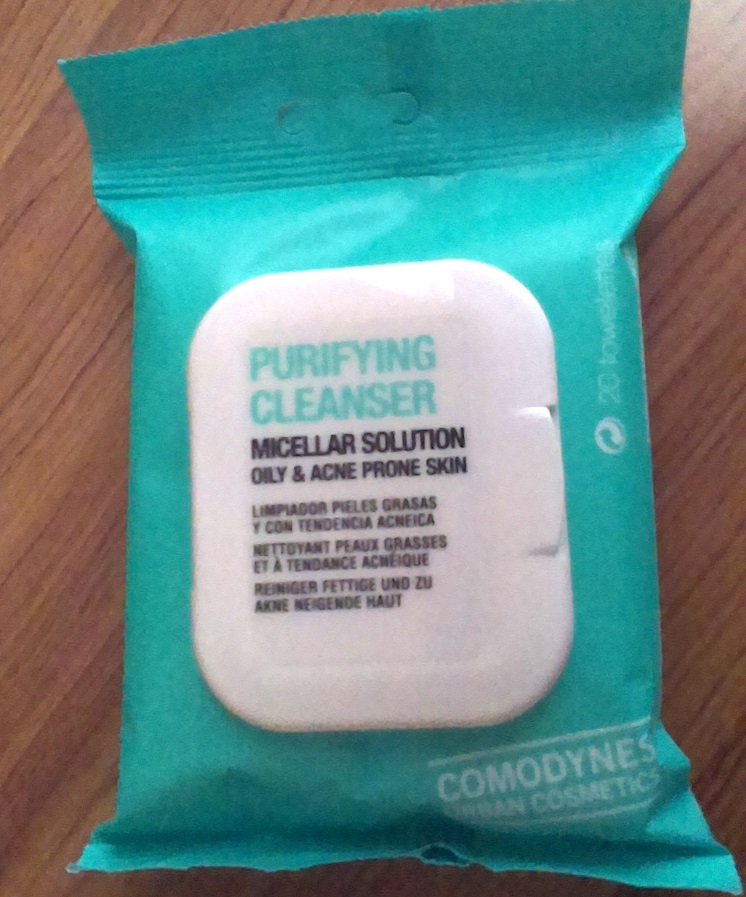 PURIFYING
CLEANSER
MICELLAR SOLUTION
OILY & ACNE PRONE SKIN
LIMPIADOR PIELES GRASAS
Y CON TENDENCIA ACNEICA
NETTOYANT PEAUX GRASSES
ET À TENDANCE ACNÉIQUE
REINIGER FETTIGE UND ZU
AKNE NEIGENDE HAUT
20 towelettes
COMODYNES
URBAN COSMETICS